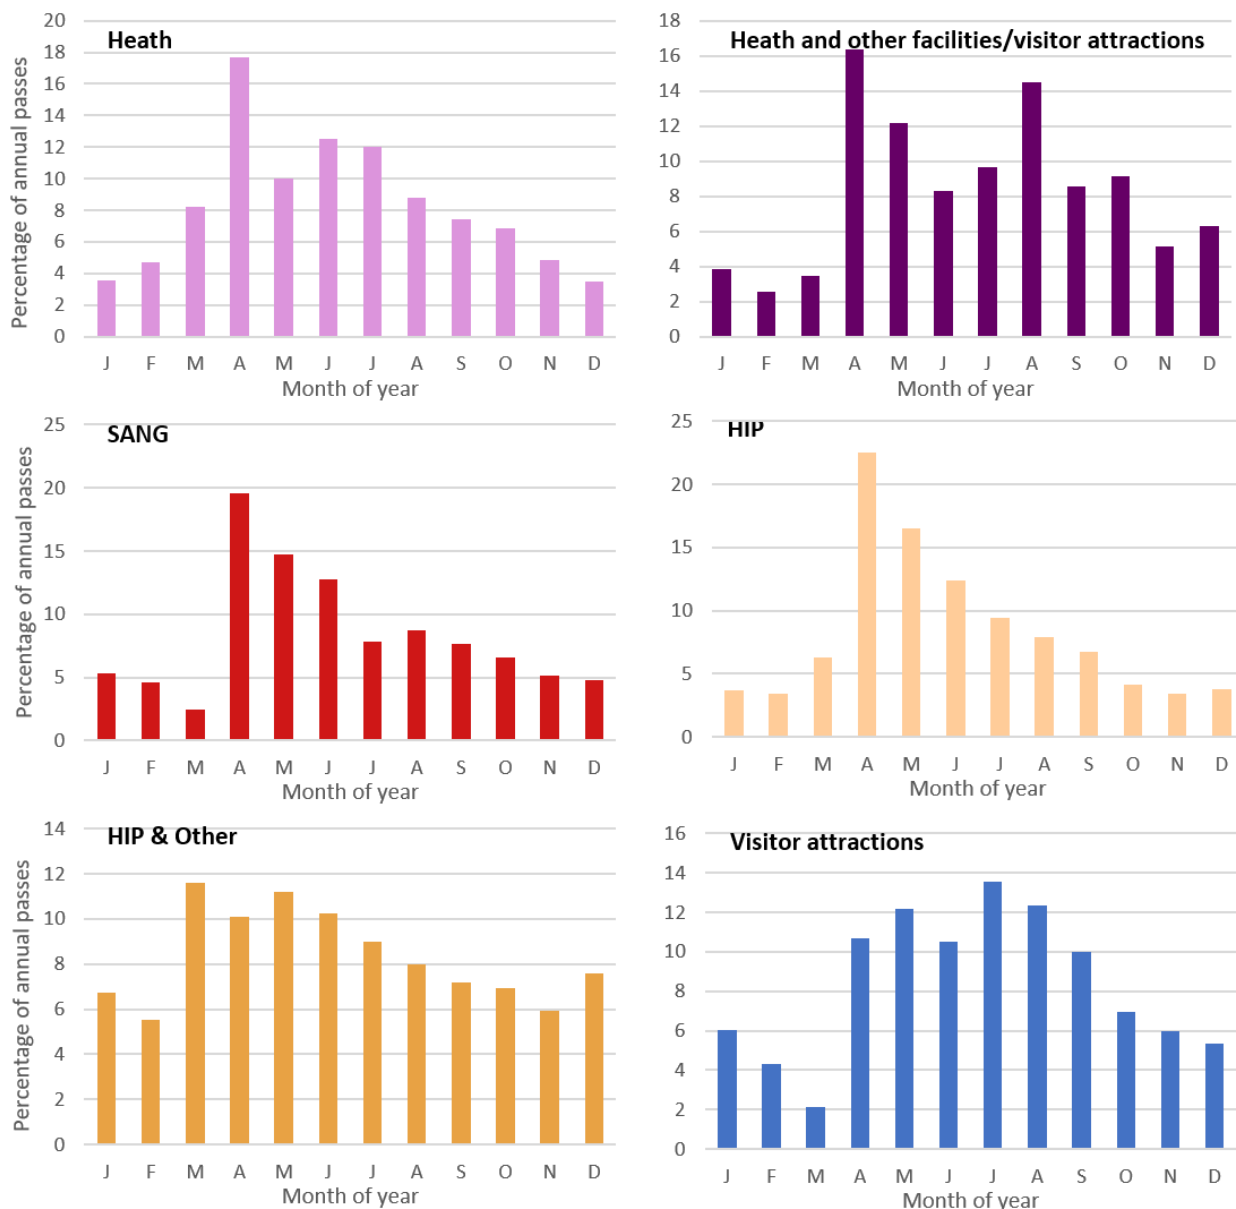 Heath
Percentage of annual passes
20
18
16
14
12
10
8
6
4
2
0
J F M A M J J A S O N D
Month of year
Heath and other facilities/visitor attractions
18
16
14
12
10
8
6
4
2
0
J F M A M J J A S O N D
Month of year
SANG
Percentage of annual passes
25
20
15
10
5
0
J F M A M J J A S O N D
Month of year
HIP
25
20
15
10
5
0
J F M A M J J A S O N D
Month of year
HIP & Other
Percentage of annual passes
14
12
10
8
6
4
2
0
J F M A M J J A S O N D
Month of year
Visitor attractions
16
14
12
10
8
6
4
2
0
J F M A M J J A S O N D
Month of year